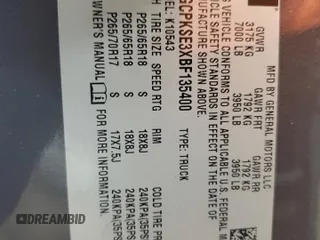 MFD BY GENERAL MOTORS LLC
GVWR GAWR FRT GAWR RR
3175 KG 1792 KG 1792 KG
7000 LB 3950 LB 3950 LB
VEHICLE CONFORMS TO ALL APPLICABLE U.S. FEDERAL
VEHICLE SAFETY STANDARDS IN EFFECT ON THE DATE OF
MANUFACTURE SHOWN ABOVE.
TYPE: TRUCK
EL: K10543
TIRE SIZE SPEED RTG RIM COLD TIRE PR
P265/65R18 S 18X8J 240KPA(35PS
P265/65R18 S 18X8J 240KPA(35PS
P265/70R17 S 17X7.5J 240KPA(35PS
OWNER'S MANUAL FOR MORE INFORMATION
DREAMBID